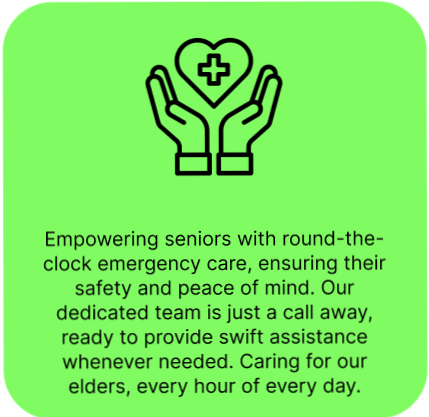 Empowering seniors with round-the-
clock emergency care, ensuring their
safety and peace of mind. Our
dedicated team is just a call away,
ready to provide swift assistance
whenever needed. Caring for our
elders, every hour of every day.